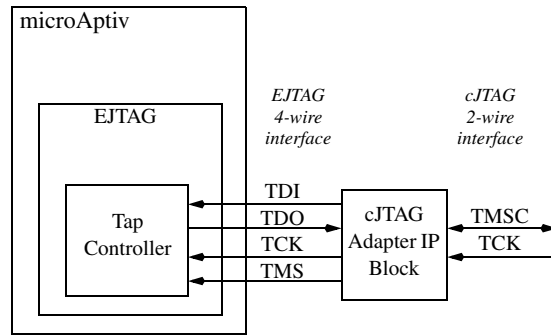 microAptiv
EJTAG
4-wire
interface
cJTAG
2-wire
interface
EJTAG
Tap
Controller
TDI
TDO
TCK
TMS
cJTAG
Adapter IP
Block
TMSC
TCK